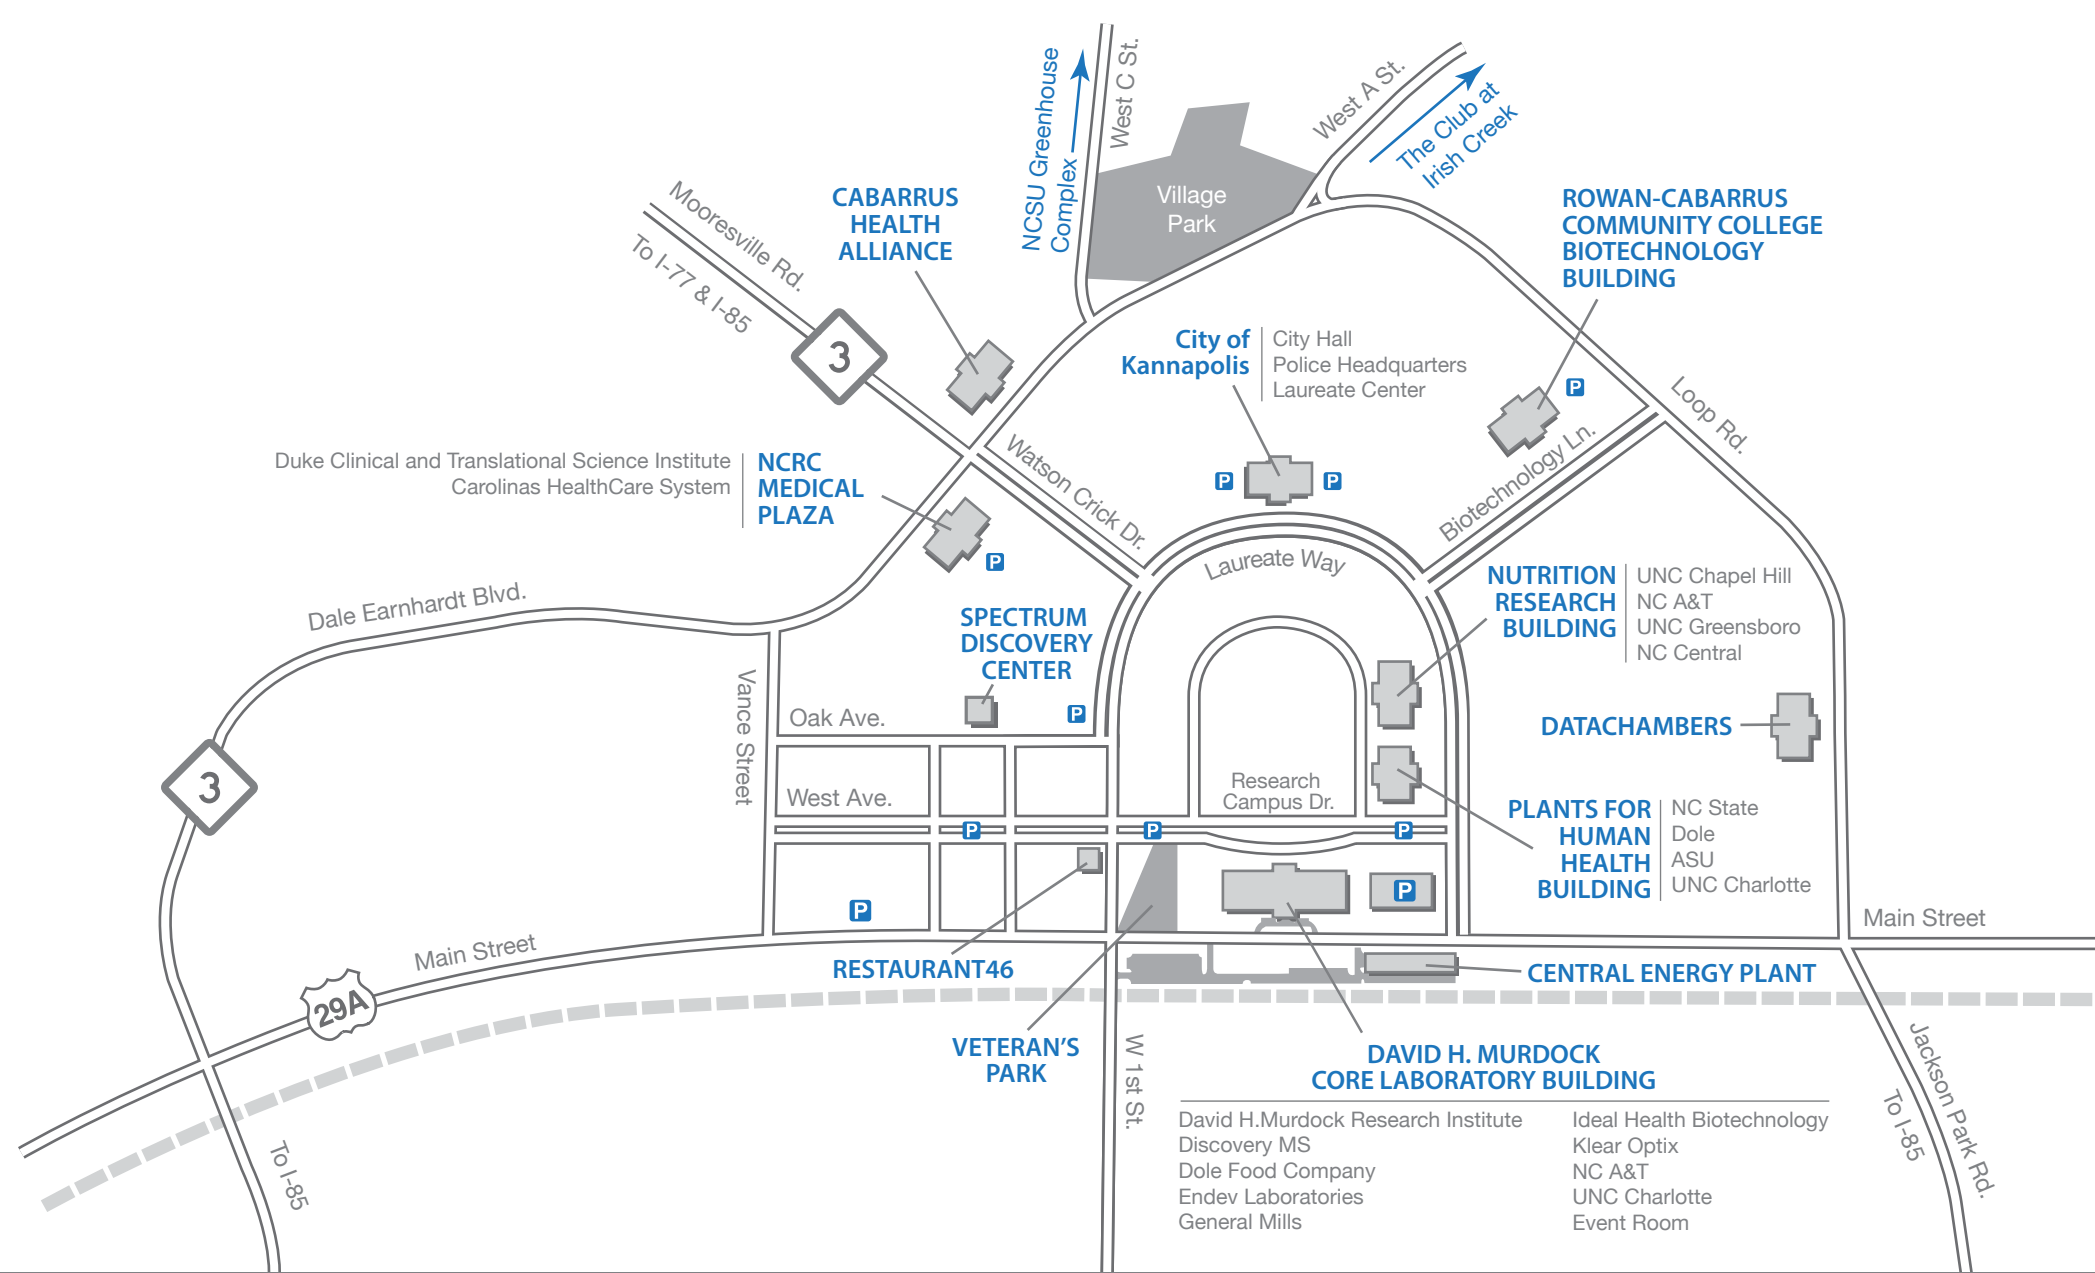 West C St.
NCSU Greenhouse
Complex
West A St.
The Club at
Irish Creek
Village
Park
Mooresville Rd.
To I-77 & I-85
3
CABARRUS
HEALTH
ALLIANCE
ROWAN-CABARRUS
COMMUNITY COLLEGE
BIOTECHNOLOGY
BUILDING
P
City of
Kannapolis
City Hall
Police Headquarters
Laureate Center
P
P
Loop Rd.
Biotechnology Ln.
Watson Crick Dr.
Laureate Way
Duke Clinical and Translational Science Institute
Carolinas HealthCare System
NCRC
MEDICAL
PLAZA
P
Dale Earnhardt Blvd.
SPECTRUM
DISCOVERY
CENTER
P
NUTRITION
RESEARCH
BUILDING
UNC Chapel Hill
NC A&T
UNC Greensboro
NC Central
DATACHAMBERS
Vance Street
Oak Ave.
West Ave.
3
Research
Campus Dr.
P
P
P
PLANTS FOR
HUMAN
HEALTH
BUILDING
NC State
Dole
ASU
UNC Charlotte
P
P
Main Street
Main Street
29A
RESTAURANT46
CENTRAL ENERGY PLANT
VETERAN'S
PARK
W 1st St.
DAVID H. MURDOCK
CORE LABORATORY BUILDING
David H.Murdock Research Institute
Discovery MS
Dole Food Company
Endev Laboratories
General Mills
Ideal Health Biotechnology
Klear Optix
NC A&T
UNC Charlotte
Event Room
Jackson Park Rd.
To I-85
To I-85